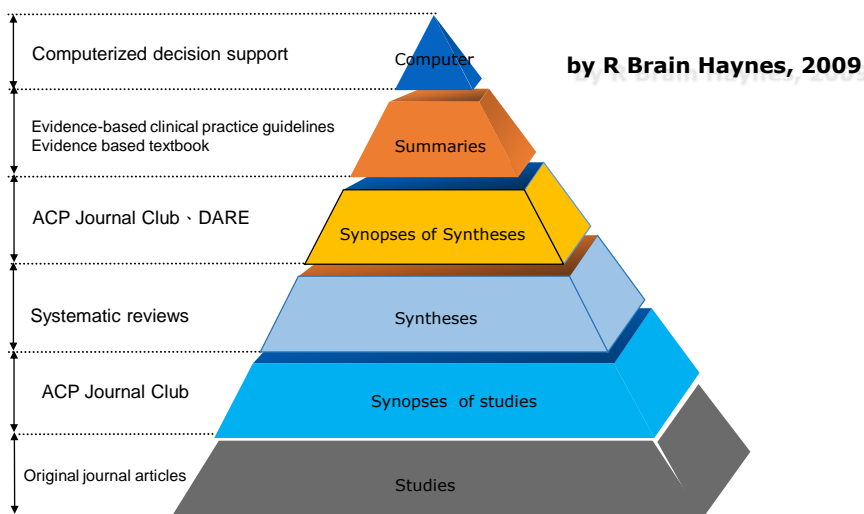 Computerized decision support
Computer
by R Brain Haynes, 2009
Evidence-based clinical practice guidelines
Evidence based textbook
Summaries
ACP Journal Club、DARE
Synopses of Syntheses
Systematic reviews
Syntheses
ACP Journal Club
Synopses of studies
Original journal articles
Studies